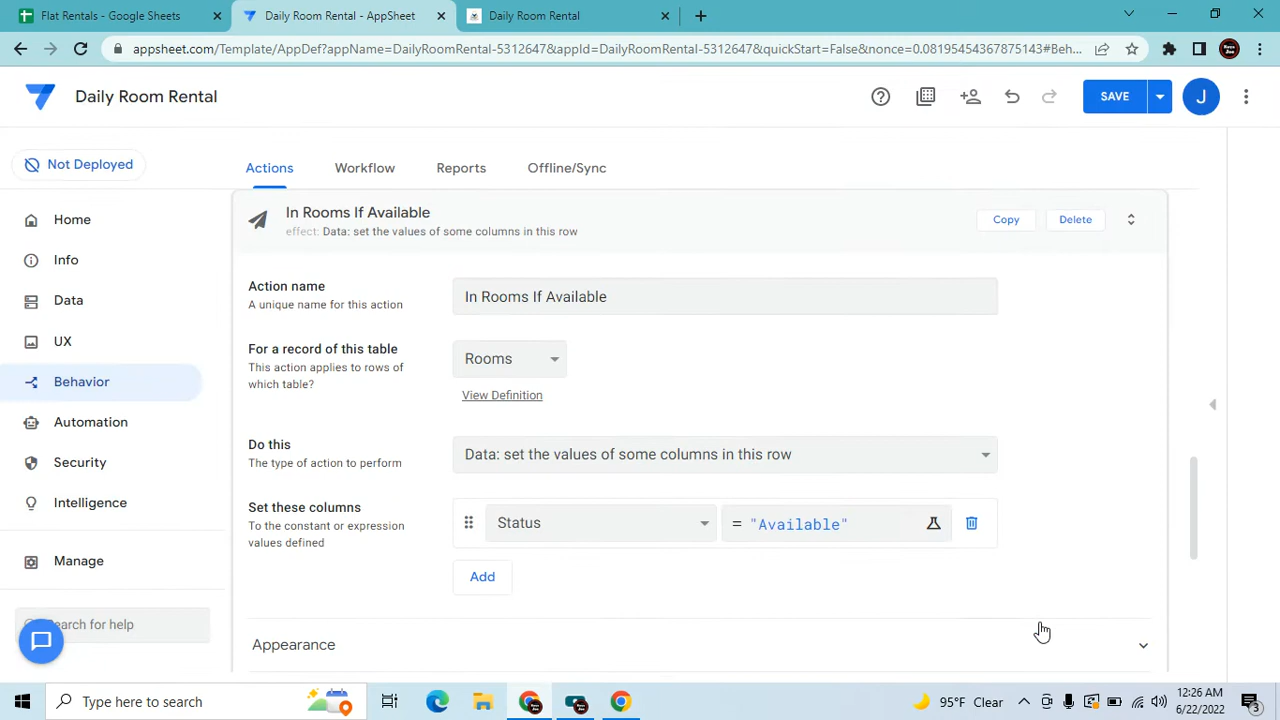 Flat Rentals - Google Sheets
Daily Room Rental - AppSheet
Daily Room Rental
appsheet.com/Template/AppDef?appName=DailyRoomRental-5312647&appId=DailyRoomRental-5312647&quickStart=False&nonce=0.08195454367875143#Beh...
Daily Room Rental
SAVE
J
Not Deployed
Actions
Workflow
Reports
Offline/Sync
Home
Info
Data
UX
Behavior
Automation
Security
Intelligence
Manage
Search for help
In Rooms If Available
effect: Data: set the values of some columns in this row
Copy
Delete
Action name
A unique name for this action
In Rooms If Available
For a record of this table
This action applies to rows of
which table?
Rooms
View Definition
Do this
The type of action to perform
Data: set the values of some columns in this row
Set these columns
To the constant or expression
values defined
Status
= "Available"
Add
Appearance
Type here to search
95°F Clear
12:26 AM
6/22/2022
3